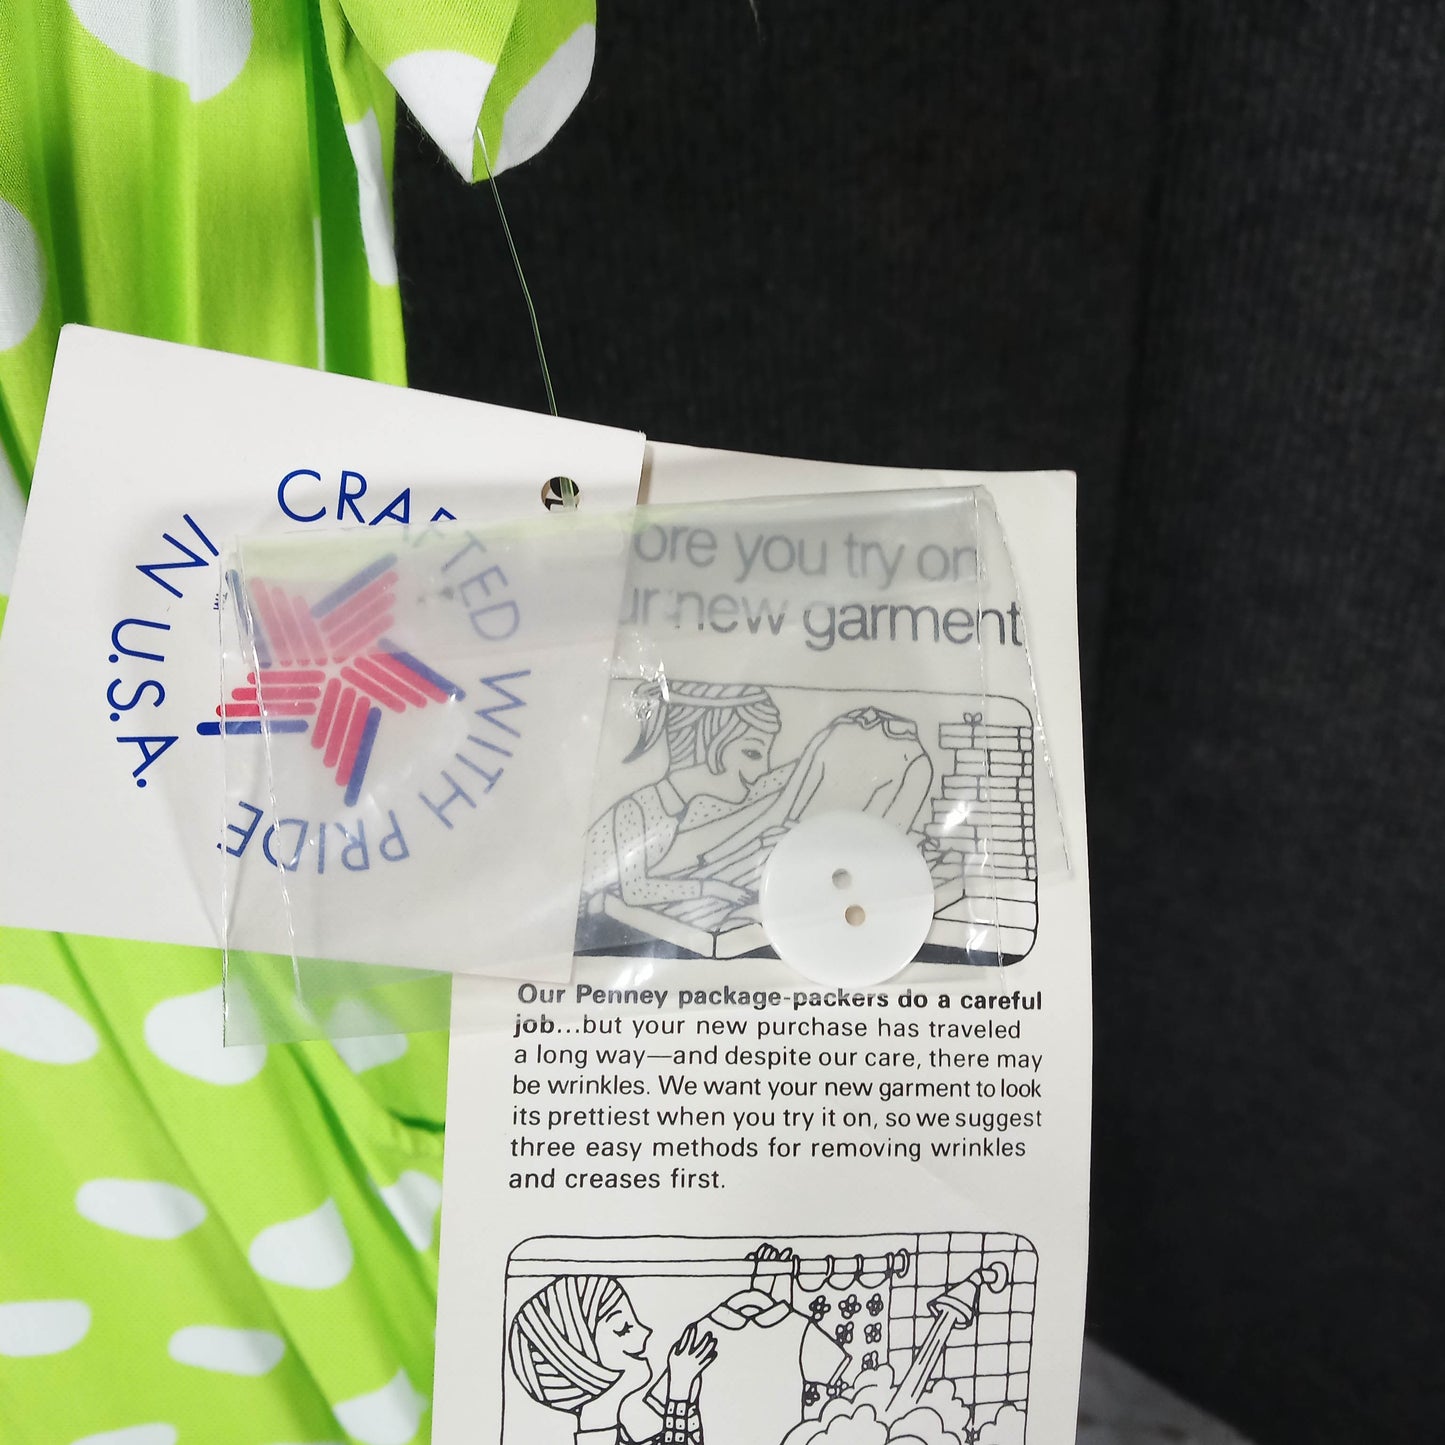 CRAFTED WITH PRIDE
IN U.S.A.
ore you try on
ur new garment
Our Penney package-packers do a careful
job...but your new purchase has traveled
a long way—and despite our care, there may
be wrinkles. We want your new garment to look
its prettiest when you try it on, so we suggest
three easy methods for removing wrinkles
and creases first.